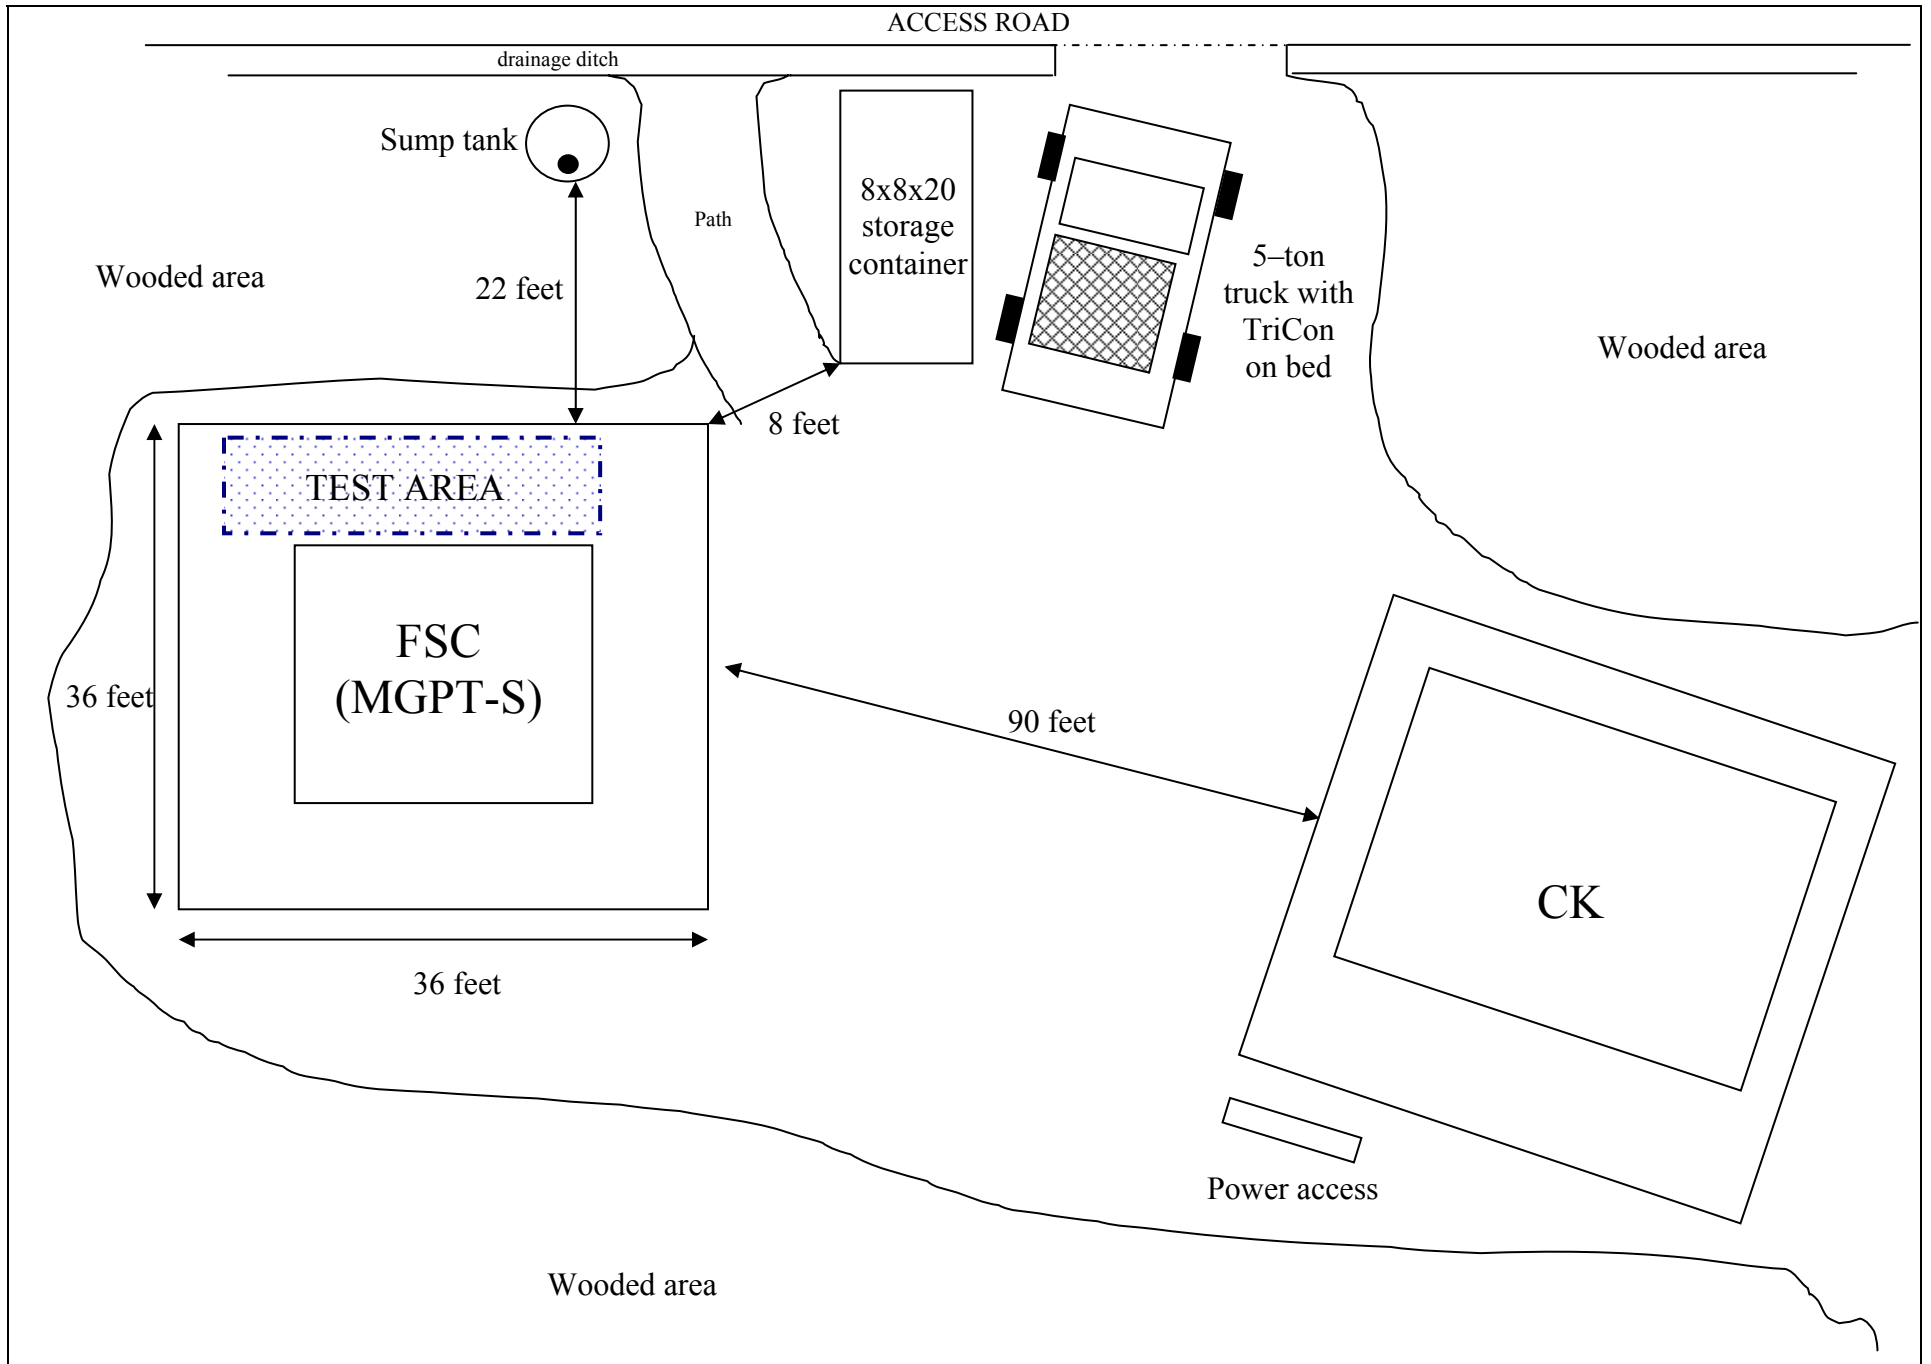 ACCESS ROAD
drainage ditch
Sump tank
Path
8x8x20
storage
container
5–ton
truck with
TriCon
on bed
Wooded area
22 feet
Wooded area
8 feet
TEST AREA
FSC
(MGPT-S)
36 feet
90 feet
CK
36 feet
Power access
Wooded area